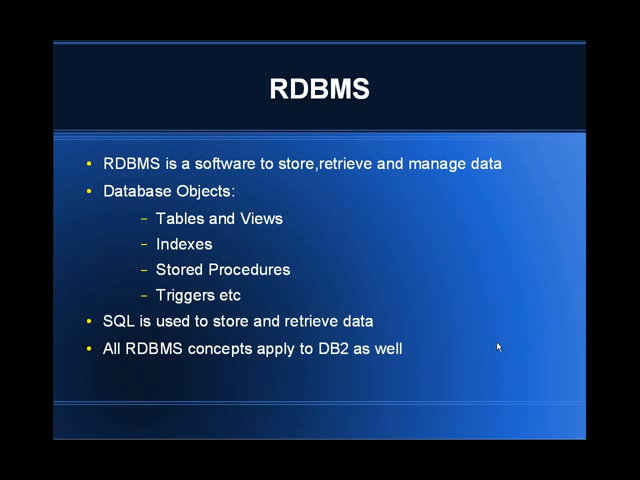 RDBMS
• RDBMS is a software to store,retrieve and manage data
• Database Objects:
– Tables and Views
– Indexes
– Stored Procedures
– Triggers etc
• SQL is used to store and retrieve data
• All RDBMS concepts apply to DB2 as well